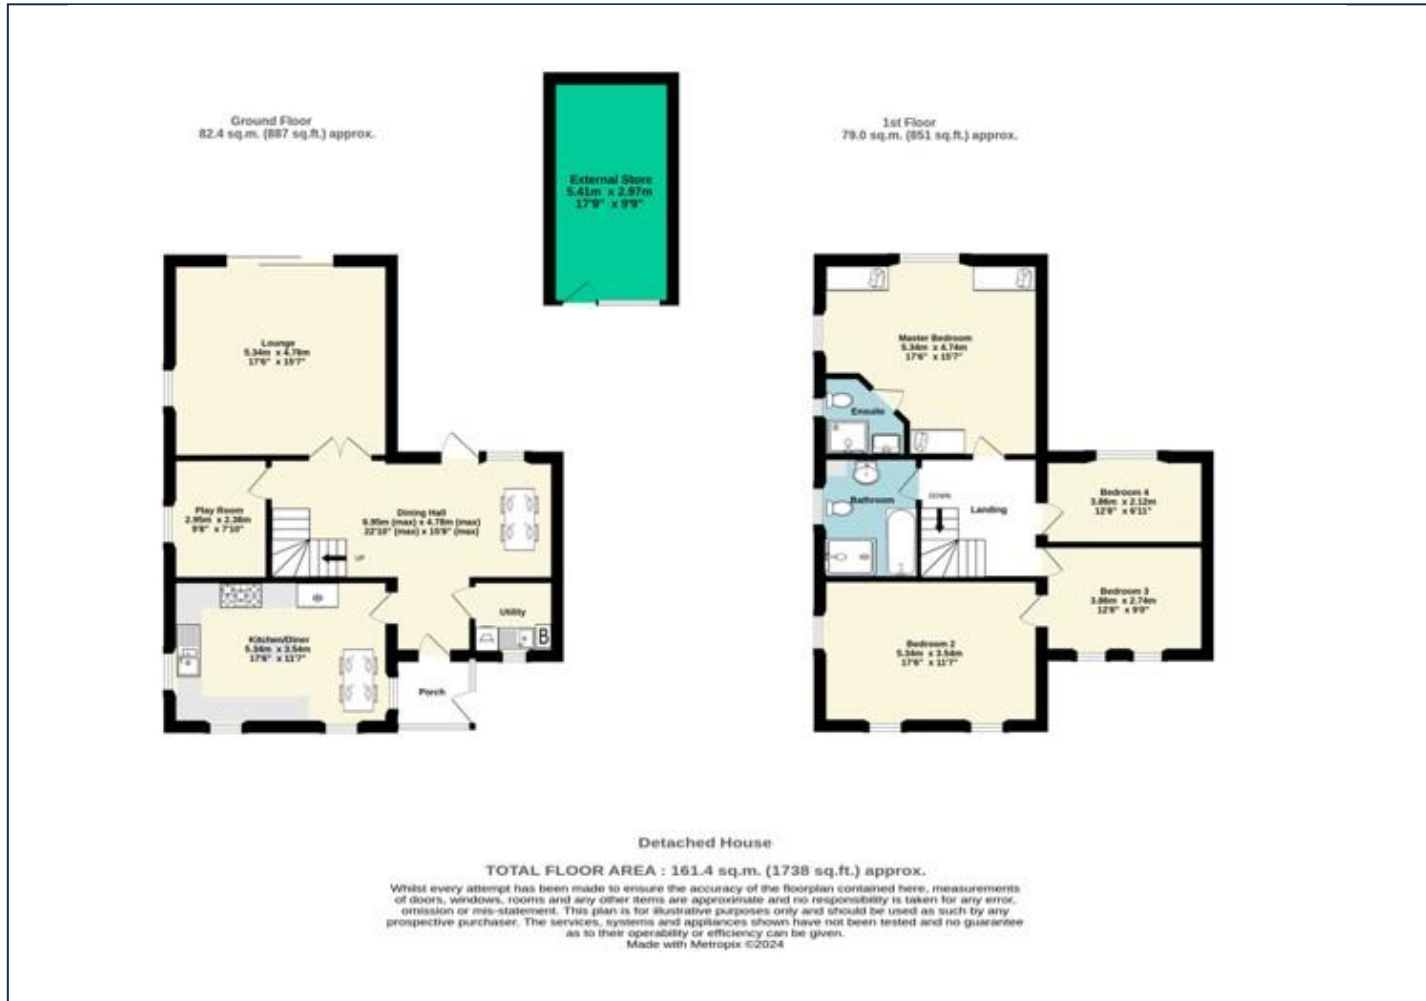 Ground Floor
82.4 sq.m. (887 sq.ft.) approx.
1st Floor
79.0 sq.m. (851 sq.ft.) approx.
External Store
5.41m x 2.97m
17'9" x 9'9"
Lounge
5.34m x 4.78m
17'6" x 15'7"
Play Room
2.95m x 2.38m
9'8" x 7'10"
Dining Hall
6.95m (max) x 4.78m (max)
22'10" (max) x 15'8" (max)
UP
Kitchen/Diner
5.34m x 3.54m
17'6" x 11'7"
Utility
B
Porch
Master Bedroom
5.34m x 4.74m
17'6" x 15'7"
Ensuite
Bathroom
DOWN
Landing
Bedroom 4
3.86m x 2.12m
12'8" x 6'11"
Bedroom 3
3.86m x 2.74m
12'8" x 9'0"
Bedroom 2
5.34m x 3.54m
17'6" x 11'7"
Detached House
TOTAL FLOOR AREA : 161.4 sq.m. (1738 sq.ft.) approx.
Whilst every attempt has been made to ensure the accuracy of the floorplan contained here, measurements
of doors, windows, rooms and any other items are approximate and no responsibility is taken for any error,
omission or mis-statement. This plan is for illustrative purposes only and should be used as such by any
prospective purchaser. The services, systems and appliances shown have not been tested and no guarantee
as to their operability or efficiency can be given.
Made with Metropix ©2024